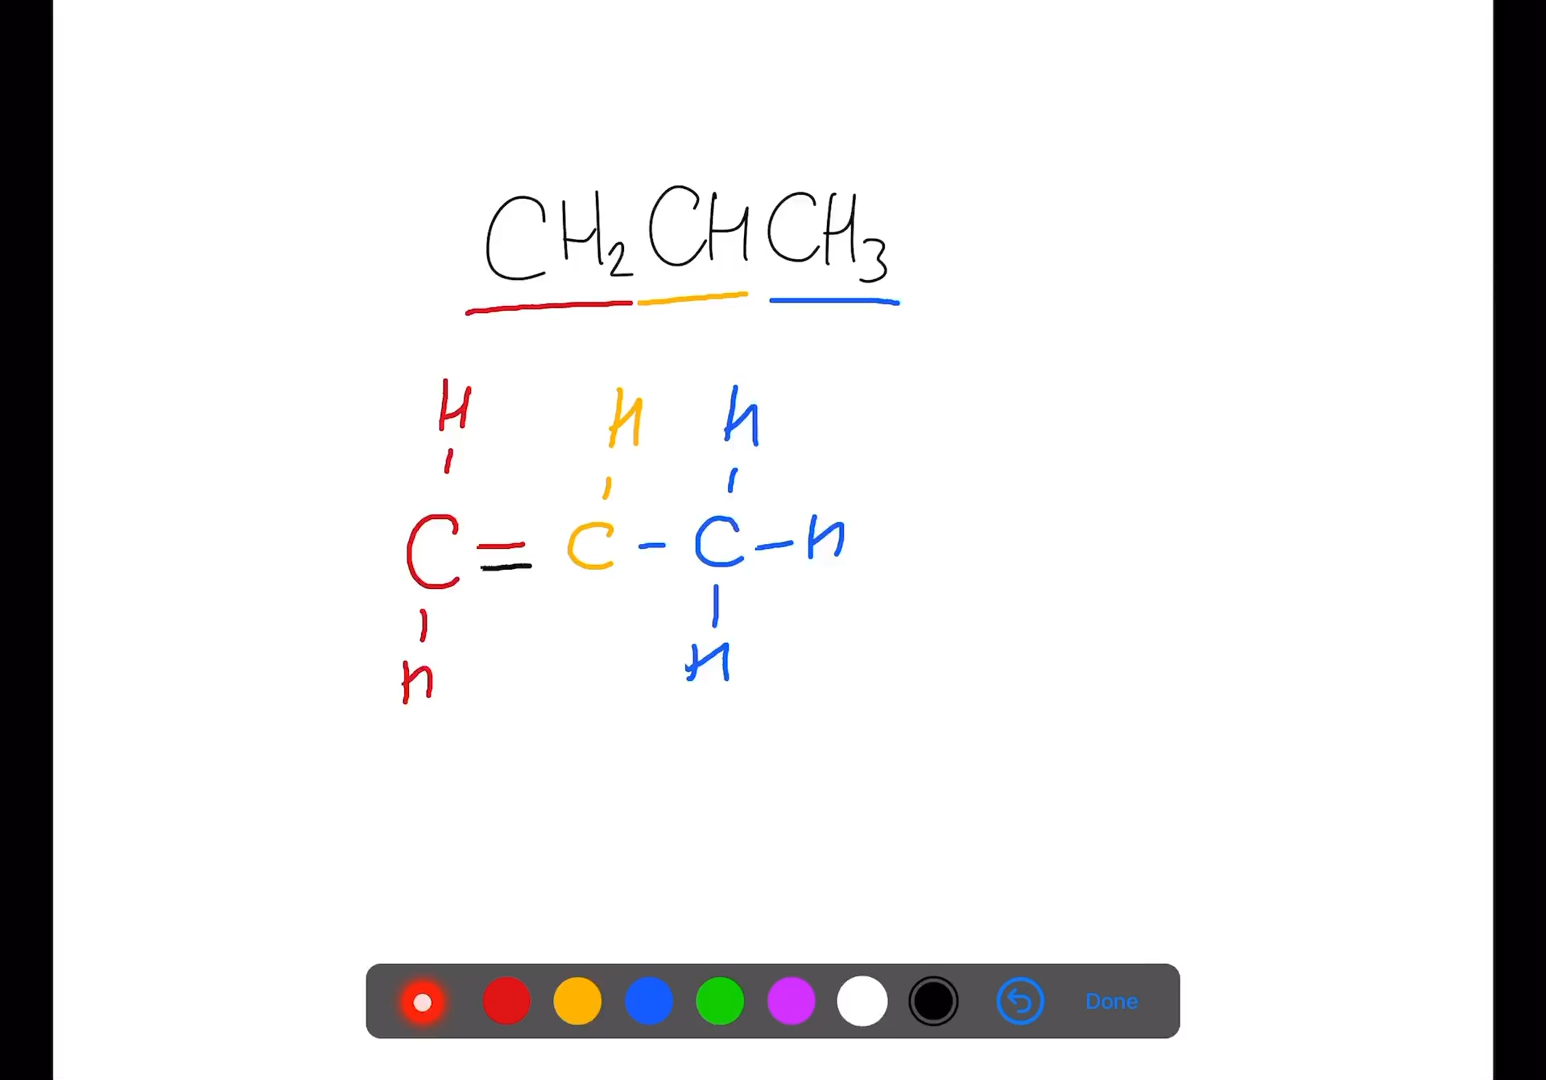 CH₂CHCH₃
H H H
C = C - C - H
H H
Done